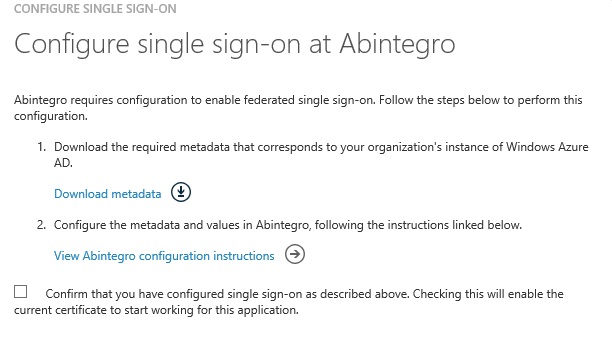 CONFIGURE SINGLE SIGN-ON
Configure single sign-on at Abintegro
Abintegro requires configuration to enable federated single sign-on. Follow the steps below to perform this
configuration.
1. Download the required metadata that corresponds to your organization's instance of Windows Azure
AD.
Download metadata
2. Configure the metadata and values in Abintegro, following the instructions linked below.
View Abintegro configuration instructions
Confirm that you have configured single sign-on as described above. Checking this will enable the
current certificate to start working for this application.